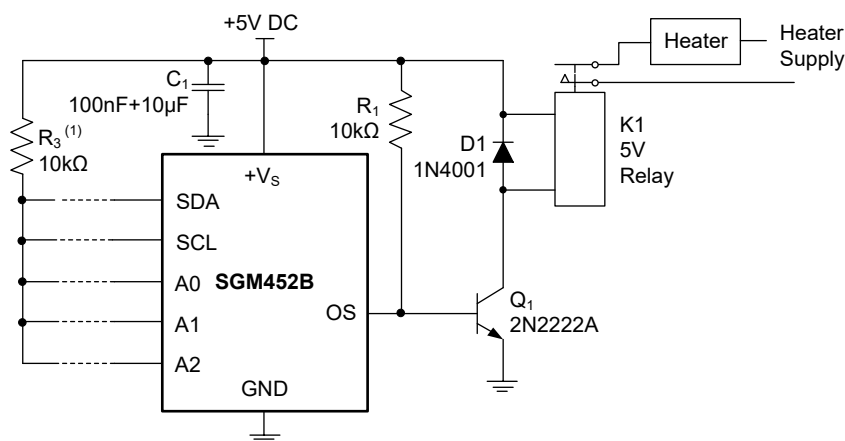 +5V DC
Heater
Heater
Supply
C1
100nF+10µF
R1
10kΩ
R3 (1)
10kΩ
D1
1N4001
K1
5V
Relay
+VS
SDA
SCL
A0
SGM452B
A1
A2
OS
GND
Q1
2N2222A